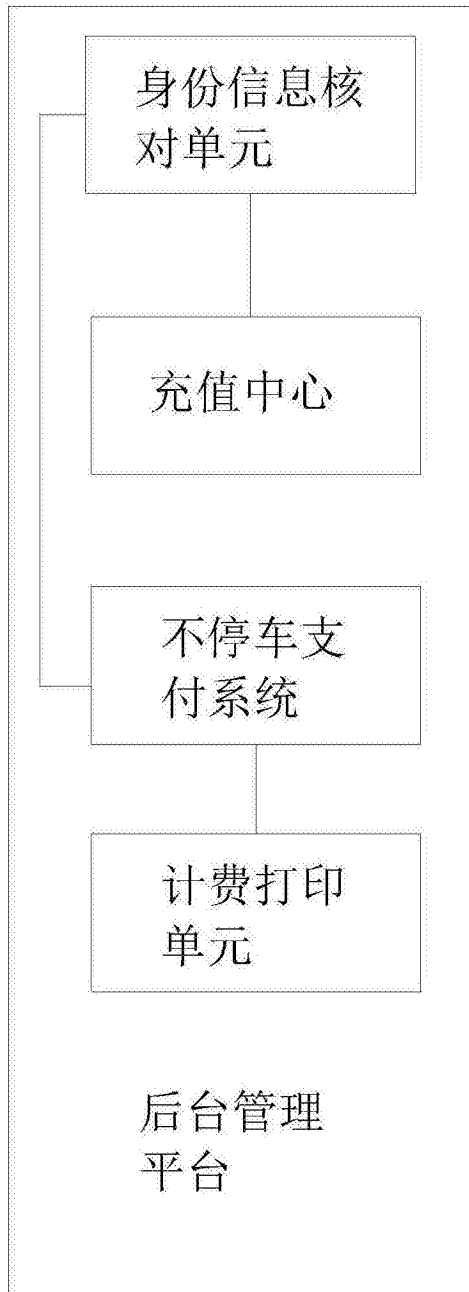 身份信息核
对单元
充值中心
不停车支
付系统
计费打印
单元
后台管理
平台